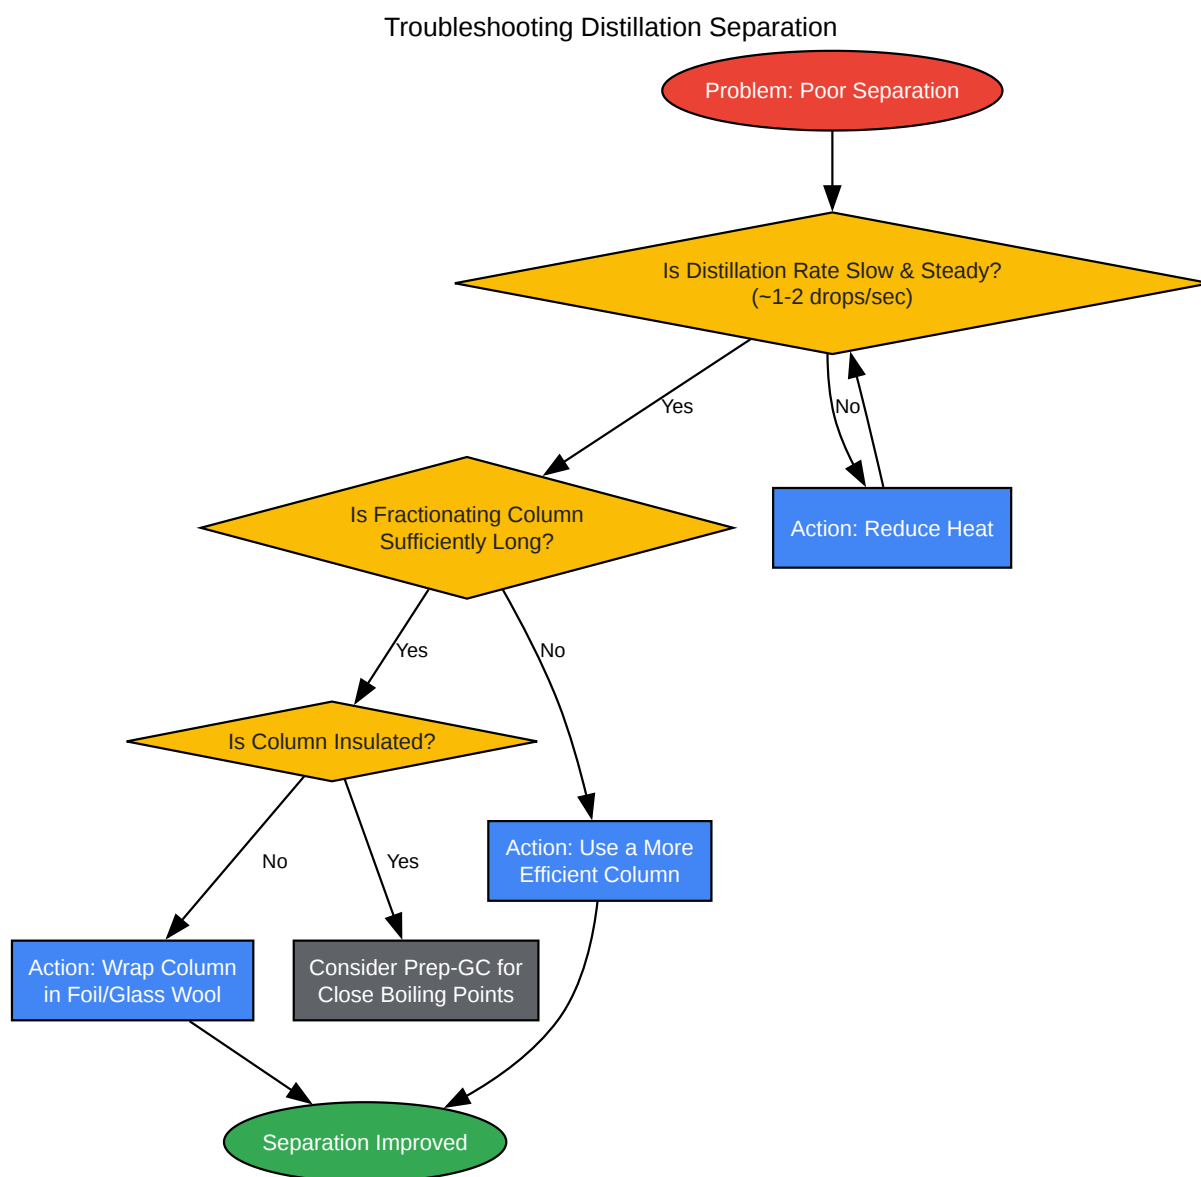 Troubleshooting Distillation Separation
Problem: Poor Separation
Is Distillation Rate Slow & Steady?
(~1-2 drops/sec)
Yes
No
Is Fractionating Column
Sufficiently Long?
Action: Reduce Heat
Yes
No
Is Column Insulated?
No
Yes
Action: Use a More
Efficient Column
Action: Wrap Column
in Foil/Glass Wool
Consider Prep-GC for
Close Boiling Points
Separation Improved